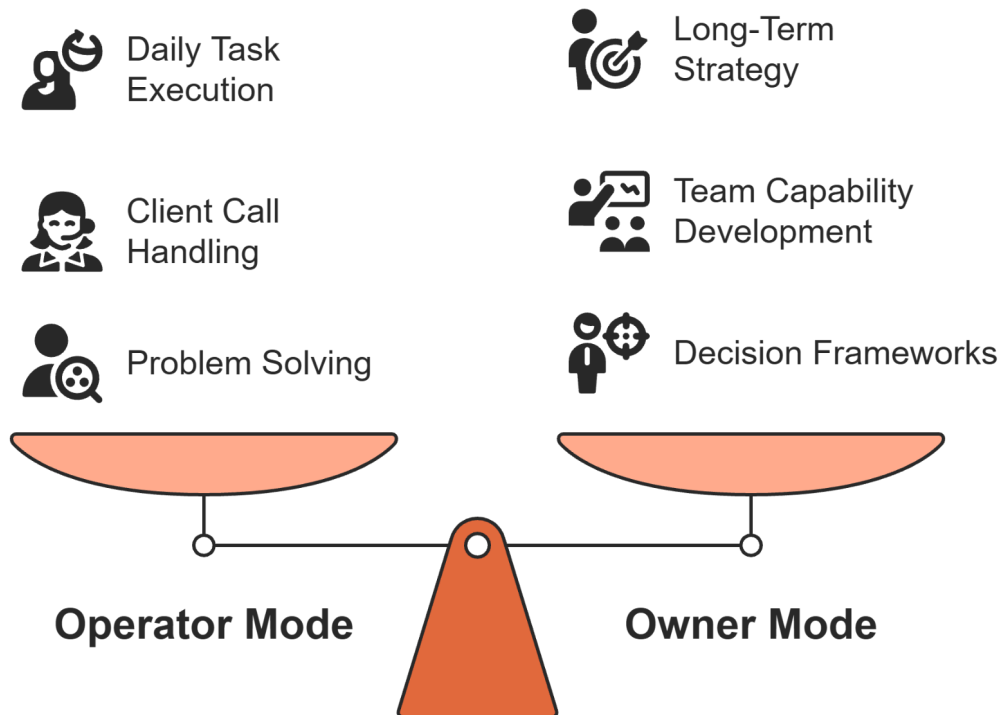 Daily Task
Execution
Client Call
Handling
Problem Solving
Long-Term
Strategy
Team Capability
Development
Decision Frameworks
Operator Mode
Owner Mode